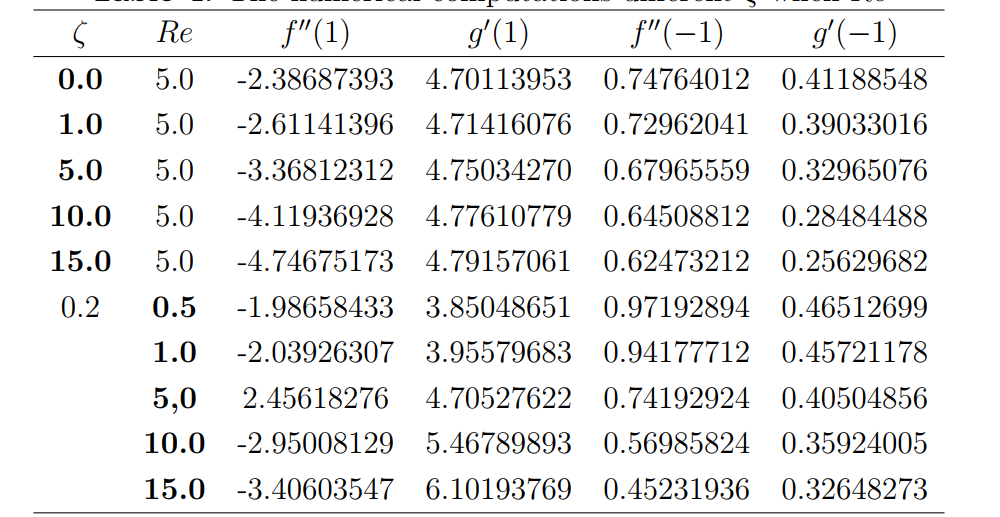 ζ Re f′′(1) g′(1) f′′(−1) g′(−1)
0.0 5.0 -2.38687393 4.70113953 0.74764012 0.41188548
1.0 5.0 -2.61141396 4.71416076 0.72962041 0.39033016
5.0 5.0 -3.36812312 4.75034270 0.67965559 0.32965076
10.0 5.0 -4.11936928 4.77610779 0.64508812 0.28484488
15.0 5.0 -4.74675173 4.79157061 0.62473212 0.25629682
0.2 0.5 -1.98658433 3.85048651 0.97192894 0.46512699
1.0 -2.03926307 3.95579683 0.94177712 0.45721178
5,0 2.45618276 4.70527622 0.74192924 0.40504856
10.0 -2.95008129 5.46789893 0.56985824 0.35924005
15.0 -3.40603547 6.10193769 0.45231936 0.32648273